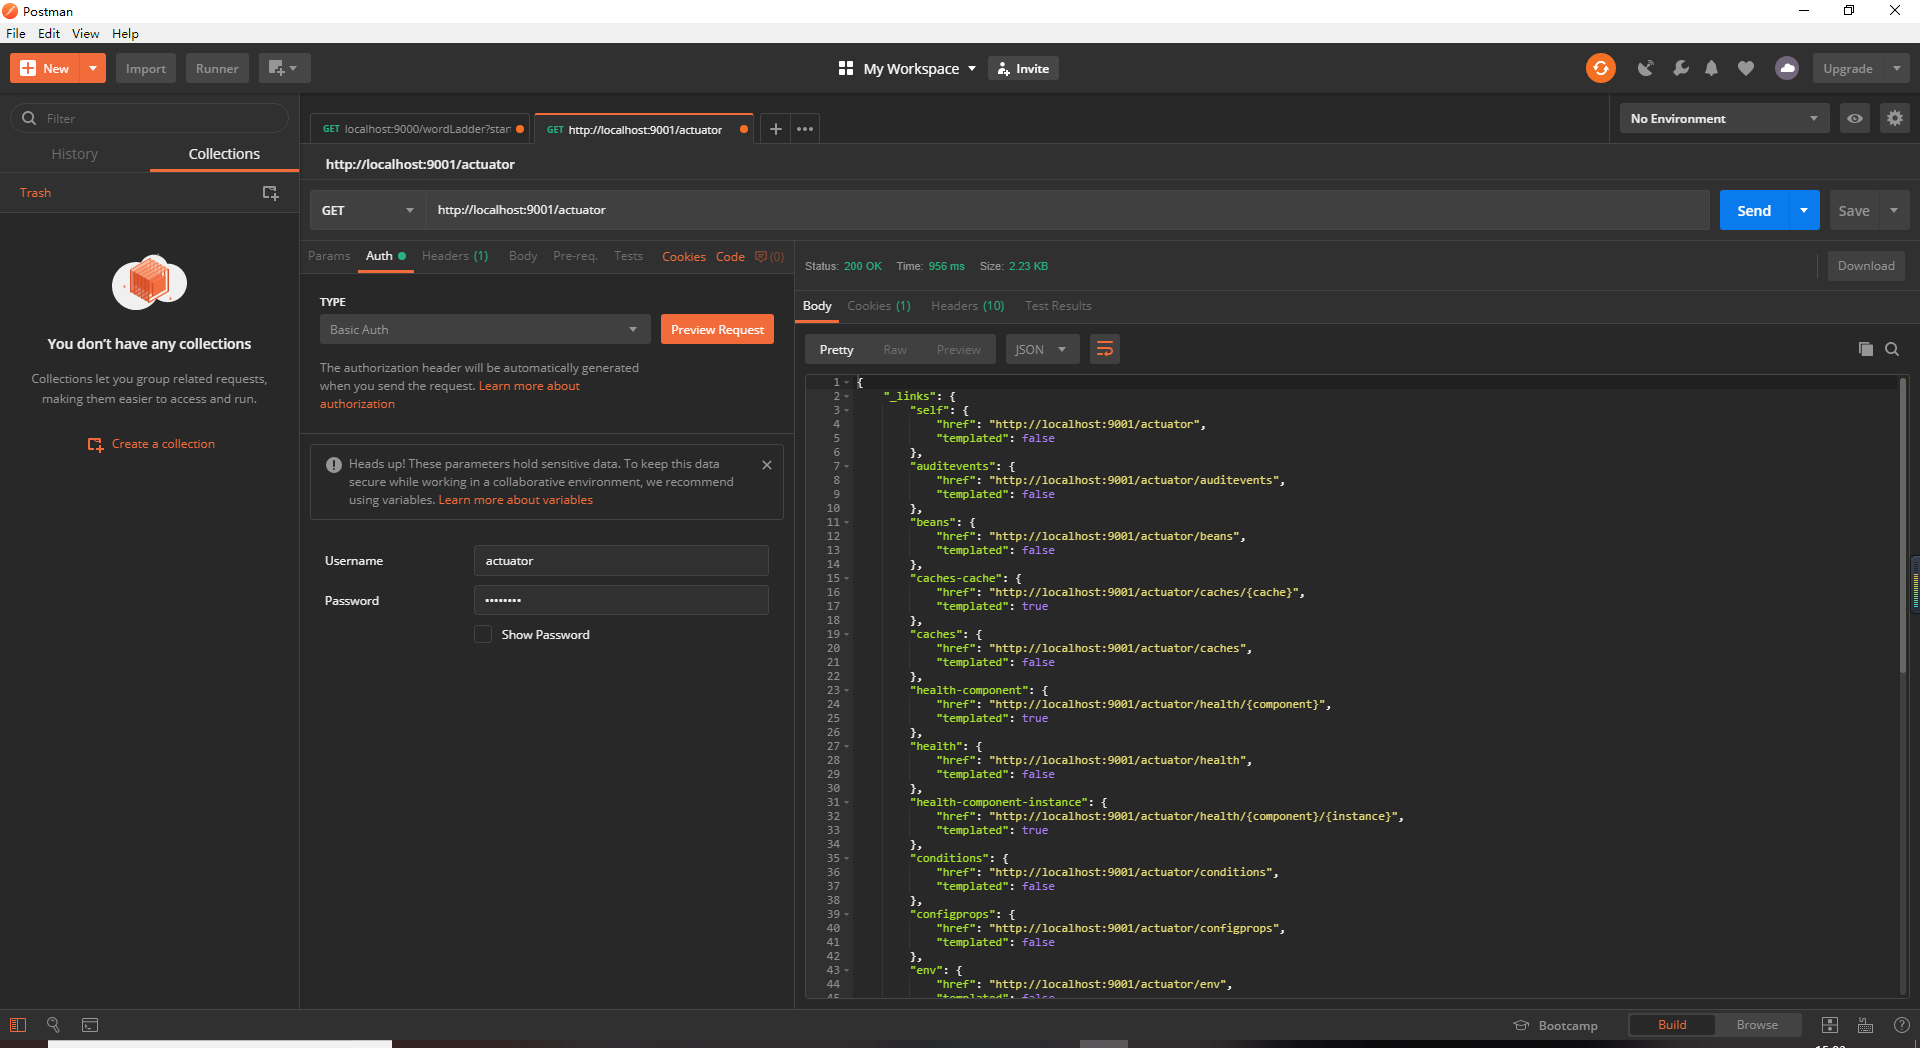 Postman
File Edit View Help
New Import Runner My Workspace Invite Upgrade
Filter
History Collections
Trash
You don't have any collections
Collections let you group related requests,
making them easier to access and run.
Create a collection
GET localhost:9000/wordLadder?star GET http://localhost:9001/actuator
No Environment
http://localhost:9001/actuator
GET http://localhost:9001/actuator Send Save
Params Auth Headers (1) Body Pre-req. Tests Cookies Code (0)
TYPE
Basic Auth Preview Request
The authorization header will be automatically generated
when you send the request. Learn more about
authorization
Heads up! These parameters hold sensitive data. To keep this data
secure while working in a collaborative environment, we recommend
using variables. Learn more about variables
Username actuator
Password ••••••••
Show Password
Status: 200 OK Time: 956 ms Size: 2.23 KB Download
Body Cookies (1) Headers (10) Test Results
Pretty Raw Preview JSON
1 {
2 "_links": {
3 "self": {
4 "href": "http://localhost:9001/actuator",
5 "templated": false
6 },
7 "auditevents": {
8 "href": "http://localhost:9001/actuator/auditevents",
9 "templated": false
10 },
11 "beans": {
12 "href": "http://localhost:9001/actuator/beans",
13 "templated": false
14 },
15 "caches-cache": {
16 "href": "http://localhost:9001/actuator/caches/{cache}",
17 "templated": true
18 },
19 "caches": {
20 "href": "http://localhost:9001/actuator/caches",
21 "templated": false
22 },
23 "health-component": {
24 "href": "http://localhost:9001/actuator/health/{component}",
25 "templated": true
26 },
27 "health": {
28 "href": "http://localhost:9001/actuator/health",
29 "templated": false
30 },
31 "health-component-instance": {
32 "href": "http://localhost:9001/actuator/health/{component}/{instance}",
33 "templated": true
34 },
35 "conditions": {
36 "href": "http://localhost:9001/actuator/conditions",
37 "templated": false
38 },
39 "configprops": {
40 "href": "http://localhost:9001/actuator/configprops",
41 "templated": false
42 },
43 "env": {
44 "href": "http://localhost:9001/actuator/env",
45 "templated": false
Bootcamp Build Browse